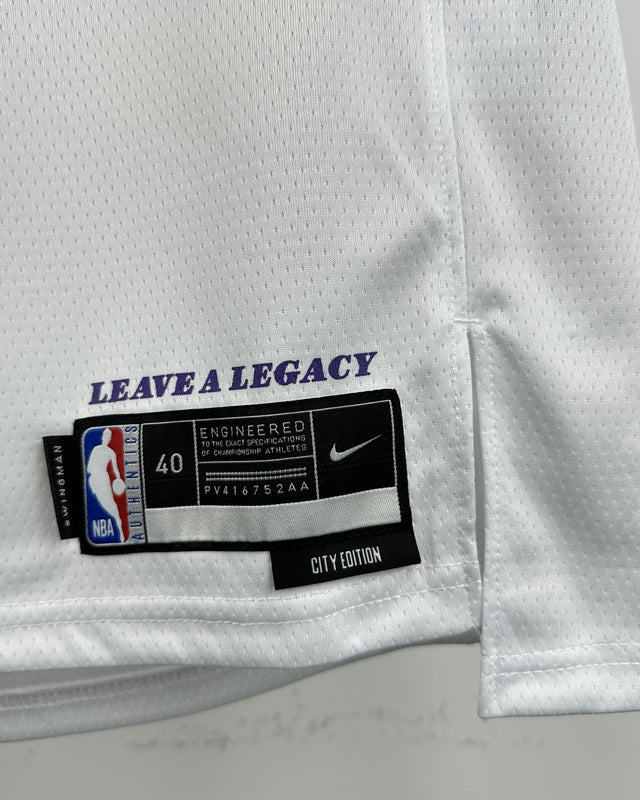 LEAVE A LEGACY
SWINGMAN
NBA
AUTHENTICS
40
ENGINEERED
TO THE EXACT SPECIFICATIONS
OF CHAMPIONSHIP ATHLETES
PV416752AA
CITY EDITION